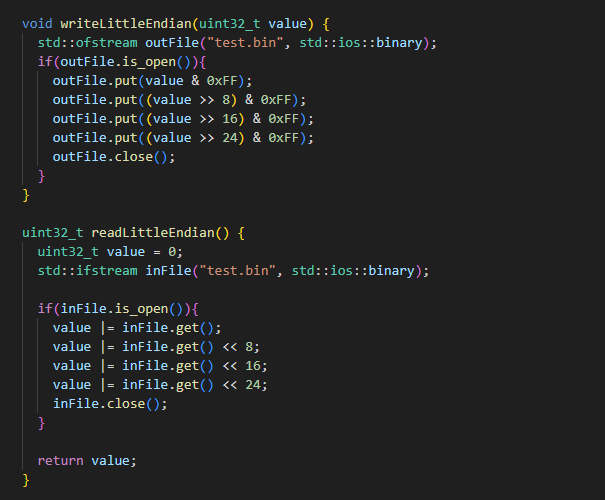 void writeLittleEndian(uint32_t value) {
  std::ofstream outFile("test.bin", std::ios::binary);
  if(outFile.is_open()){
    outFile.put(value & 0xFF);
    outFile.put((value >> 8) & 0xFF);
    outFile.put((value >> 16) & 0xFF);
    outFile.put((value >> 24) & 0xFF);
    outFile.close();
  }
}

uint32_t readLittleEndian() {
  uint32_t value = 0;
  std::ifstream inFile("test.bin", std::ios::binary);

  if(inFile.is_open()){
    value |= inFile.get();
    value |= inFile.get() << 8;
    value |= inFile.get() << 16;
    value |= inFile.get() << 24;
    inFile.close();
  }

  return value;
}